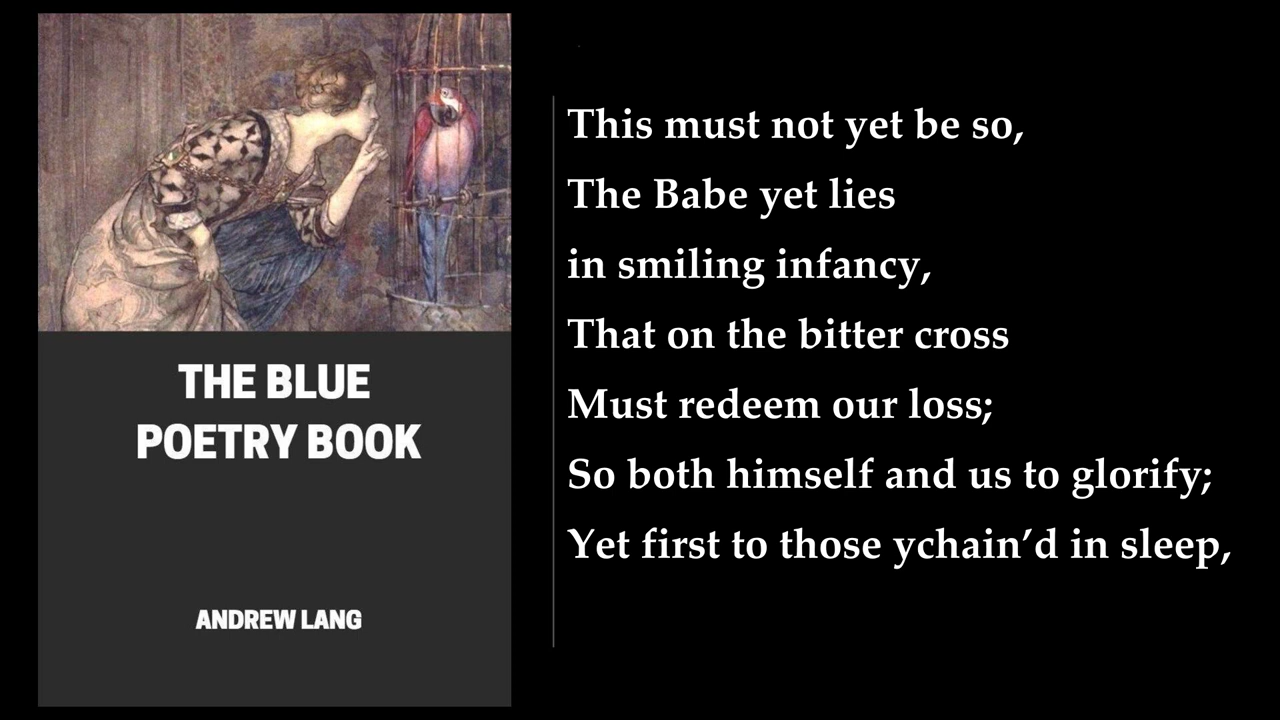 THE BLUE
POETRY BOOK
ANDREW LANG
This must not yet be so,
The Babe yet lies
in smiling infancy,
That on the bitter cross
Must redeem our loss;
So both himself and us to glorify;
Yet first to those ychain’d in sleep,